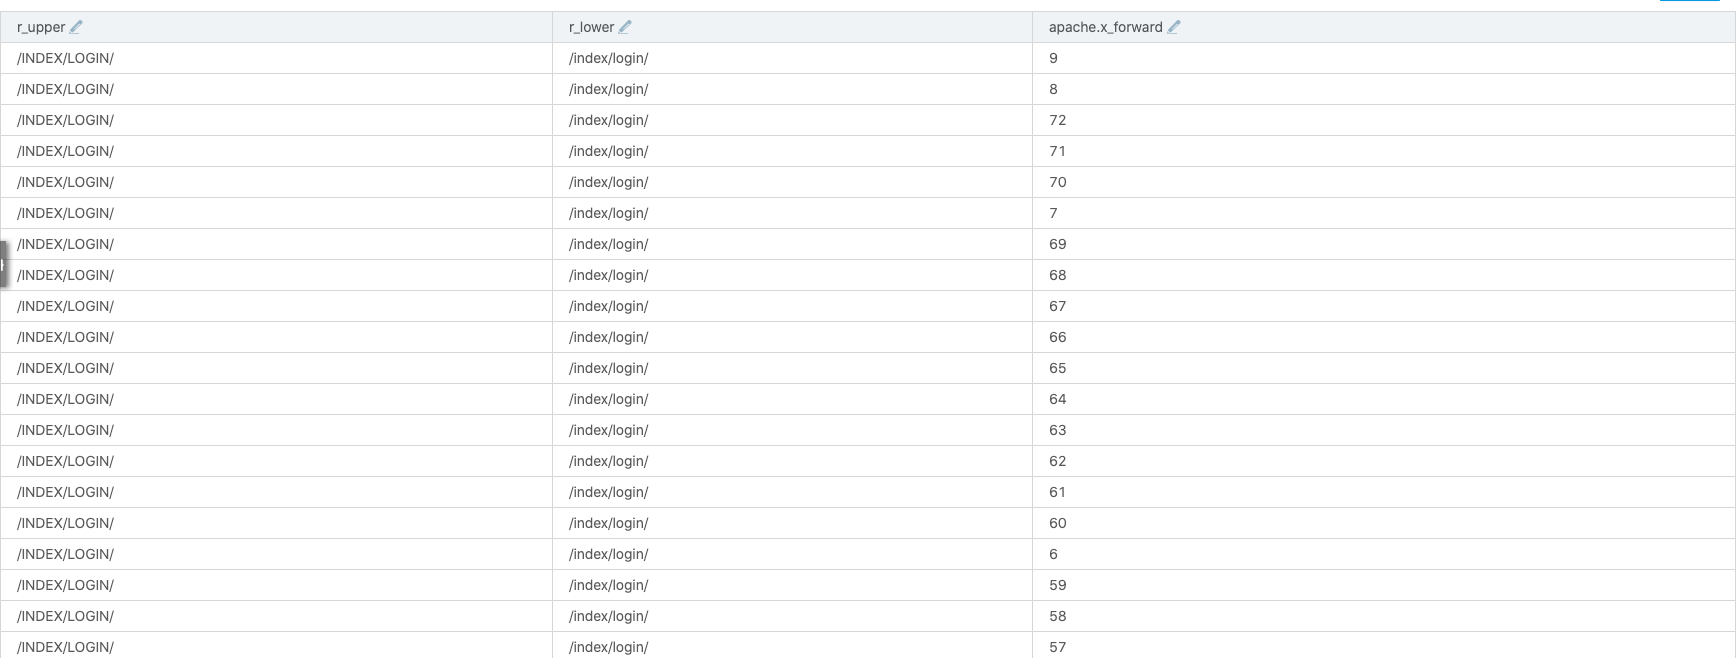 r_upper r_lower apache.x_forward
/INDEX/LOGIN/ /index/login/ 9
/INDEX/LOGIN/ /index/login/ 8
/INDEX/LOGIN/ /index/login/ 72
/INDEX/LOGIN/ /index/login/ 71
/INDEX/LOGIN/ /index/login/ 70
/INDEX/LOGIN/ /index/login/ 7
/INDEX/LOGIN/ /index/login/ 69
/INDEX/LOGIN/ /index/login/ 68
/INDEX/LOGIN/ /index/login/ 67
/INDEX/LOGIN/ /index/login/ 66
/INDEX/LOGIN/ /index/login/ 65
/INDEX/LOGIN/ /index/login/ 64
/INDEX/LOGIN/ /index/login/ 63
/INDEX/LOGIN/ /index/login/ 62
/INDEX/LOGIN/ /index/login/ 61
/INDEX/LOGIN/ /index/login/ 60
/INDEX/LOGIN/ /index/login/ 6
/INDEX/LOGIN/ /index/login/ 59
/INDEX/LOGIN/ /index/login/ 58
/INDEX/LOGIN/ /index/login/ 57